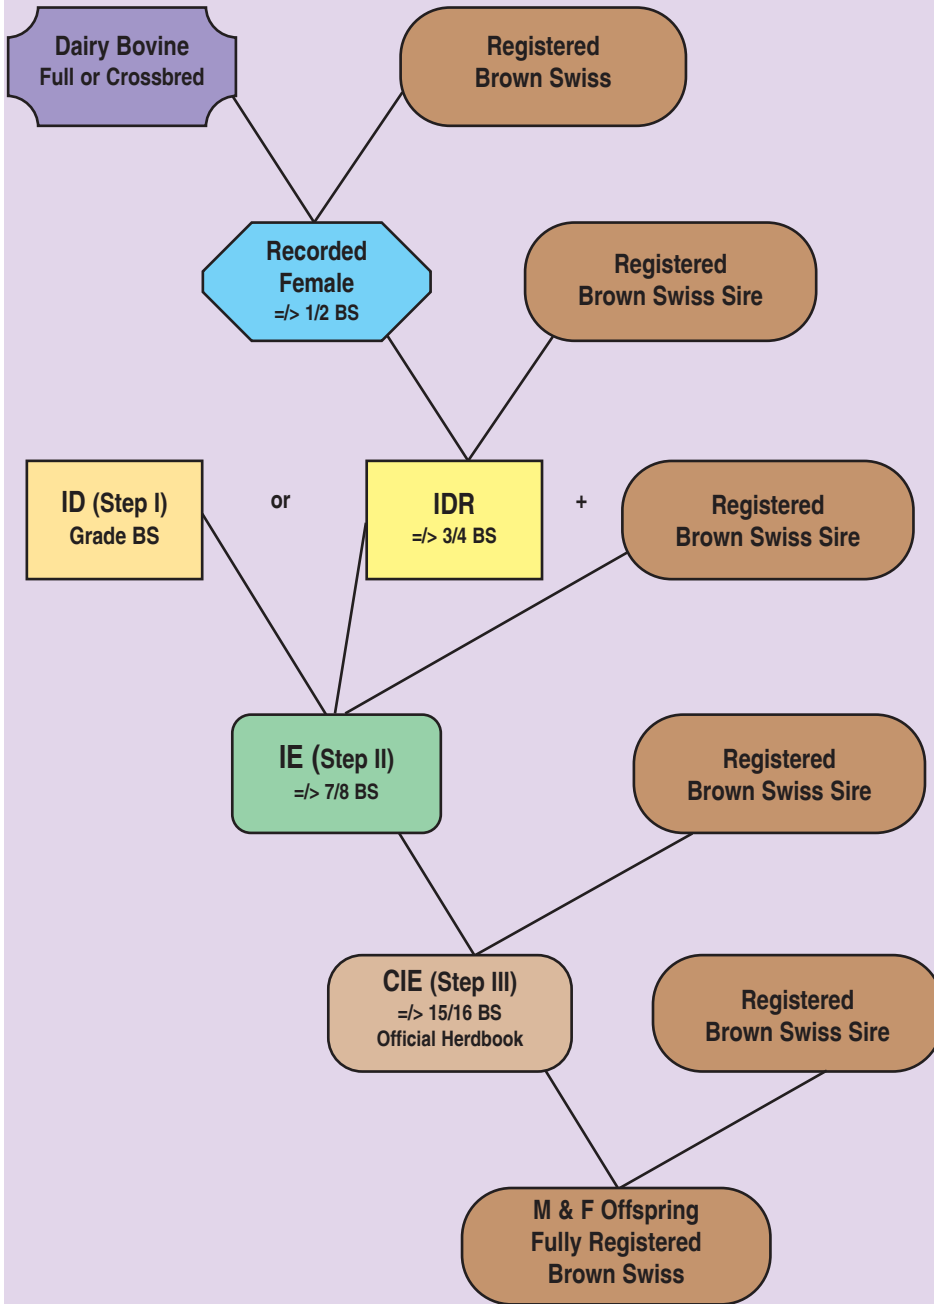 Dairy Bovine
Full or Crossbred
Registered
Brown Swiss
Recorded
Female
=/> 1/2 BS
Registered
Brown Swiss Sire
ID (Step I)
Grade BS
or
IDR
=/> 3/4 BS
+
Registered
Brown Swiss Sire
IE (Step II)
=/> 7/8 BS
Registered
Brown Swiss Sire
CIE (Step III)
=/> 15/16 BS
Official Herdbook
Registered
Brown Swiss Sire
M & F Offspring
Fully Registered
Brown Swiss